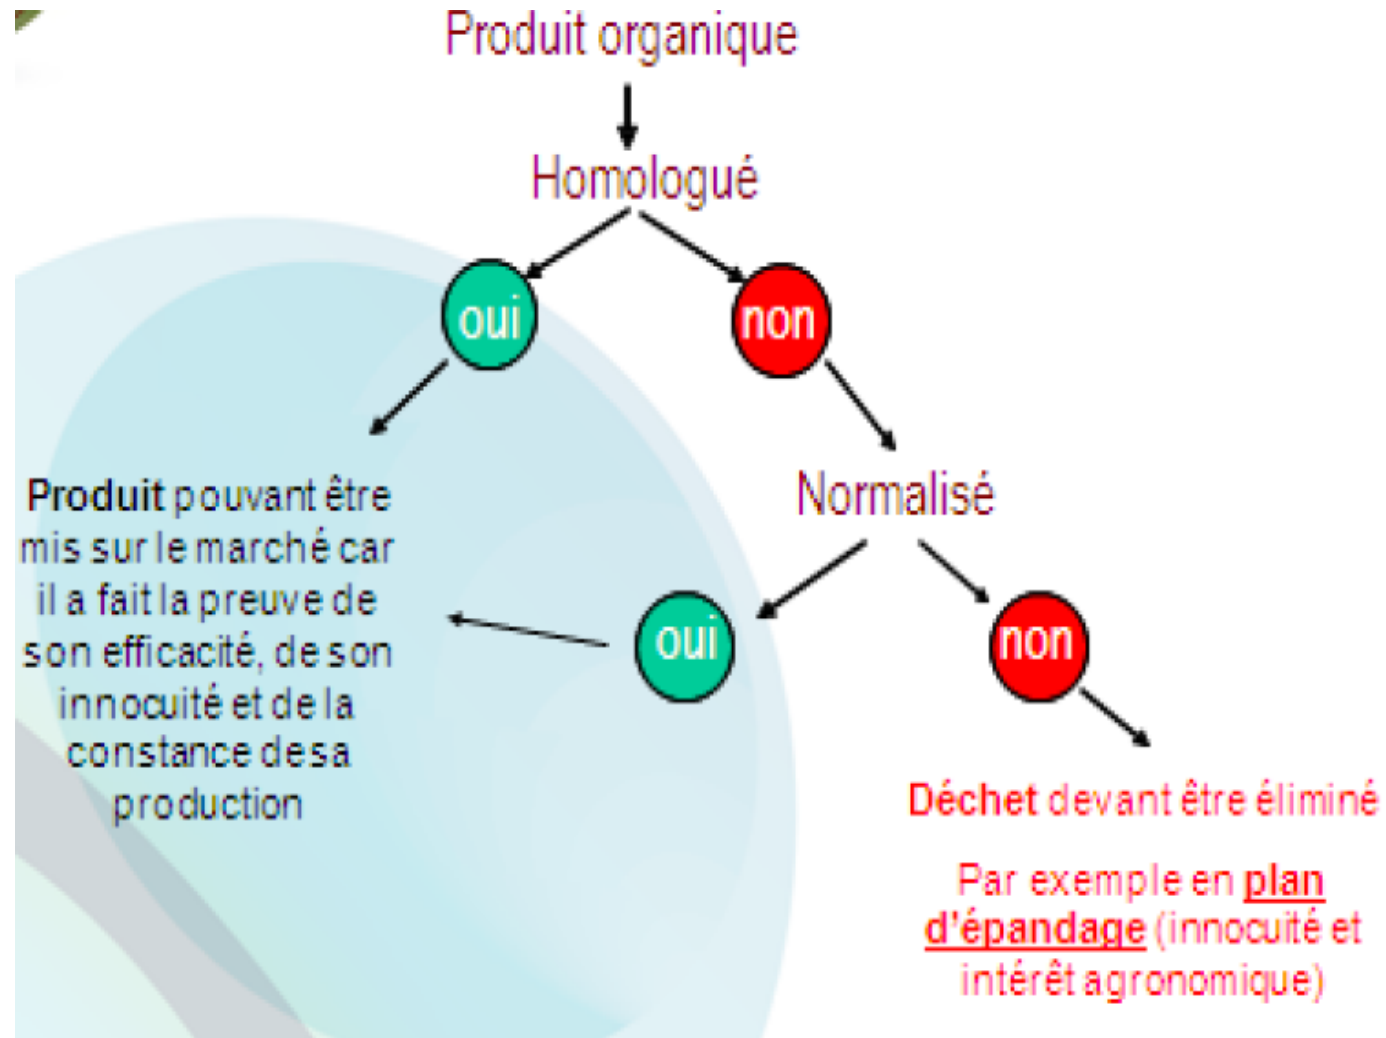 Produit organique
Homologué
oui
non
Produit pouvant être
mis sur le marché car
il a fait la preuve de
son efficacité, de son
innocuité et de la
constance de sa
production
Normalisé
oui
non
Déchet devant être éliminé
Par exemple en plan
d'épandage (innocuité et
intérêt agronomique)